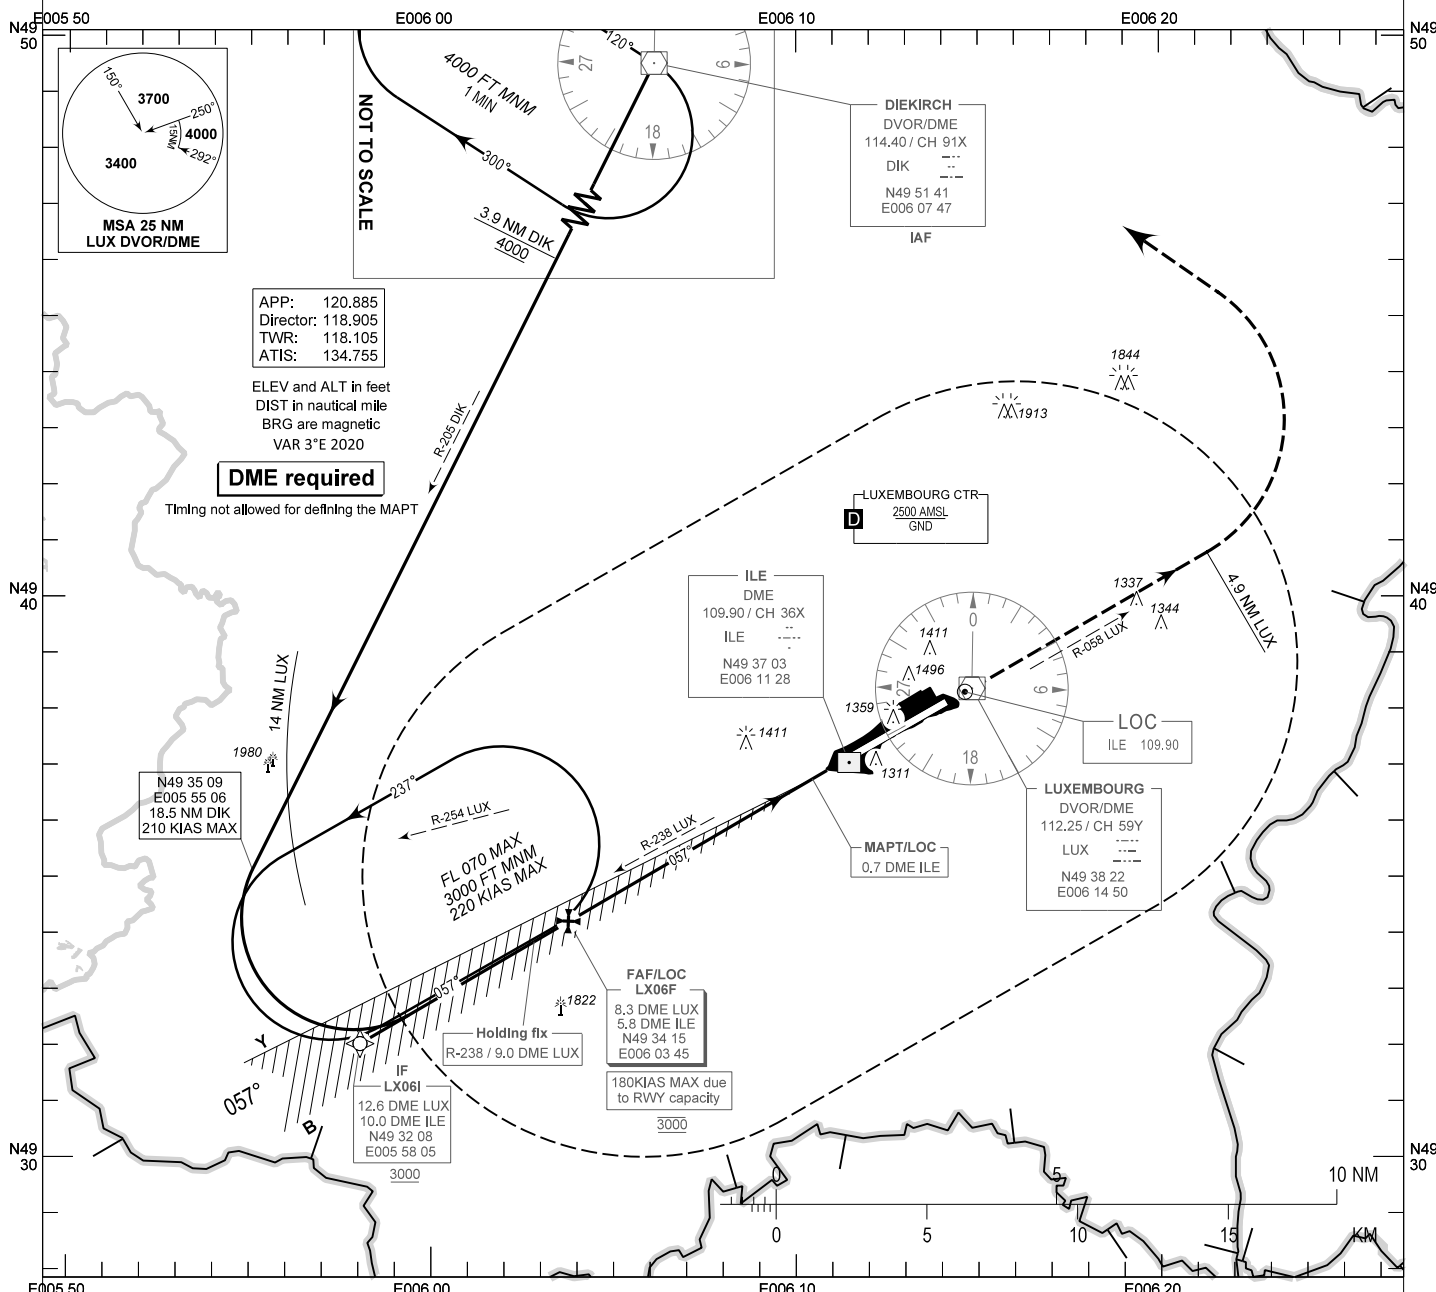 E005 50
E006 00
E006 10
E006 20
N49
50
N49
50
150°
3700
250°
4000
15NM
292°
3400
MSA 25 NM
LUX DVOR/DME
NOT TO SCALE
4000 FT MNM
1 MIN
120°
27
9
18
300°
3.9 NM DIK
4000
DIEKIRCH
DVOR/DME
114.40 / CH 91X
DIK
N49 51 41
E006 07 47
IAF
APP: 120.885
Director: 118.905
TWR: 118.105
ATIS: 134.755
ELEV and ALT in feet
DIST in nautical mile
BRG are magnetic
VAR 3°E 2020
DME required
Timing not allowed for defining the MAPT
R-205 DIK
1844
1913
LUXEMBOURG CTR
D
2500 AMSL
GND
N49
40
N49
40
ILE
DME
109.90 / CH 36X
ILE
N49 37 03
E006 11 28
0
27
9
18
1411
1496
1359
1311
1337
1344
R-058 LUX
4.9 NM LUX
14 NM LUX
1980
1411
LOC
ILE 109.90
N49 35 09
E005 55 06
18.5 NM DIK
210 KIAS MAX
237°
R-254 LUX
FL 070 MAX
3000 FT MNM
220 KIAS MAX
R-238 LUX
057°
MAPT/LOC
0.7 DME ILE
LUXEMBOURG
DVOR/DME
112.25 / CH 59Y
LUX
N49 38 22
E006 14 50
057°
1822
FAF/LOC
LX06F
8.3 DME LUX
5.8 DME ILE
N49 34 15
E006 03 45
Holding fix
R-238 / 9.0 DME LUX
180KIAS MAX due
to RWY capacity
3000
Y
057°
B
IF
LX06I
12.6 DME LUX
10.0 DME ILE
N49 32 08
E005 58 05
3000
N49
30
N49
30
0
5
10 NM
0
5
10
15
KM
E005 50
E006 00
E006 10
E006 20